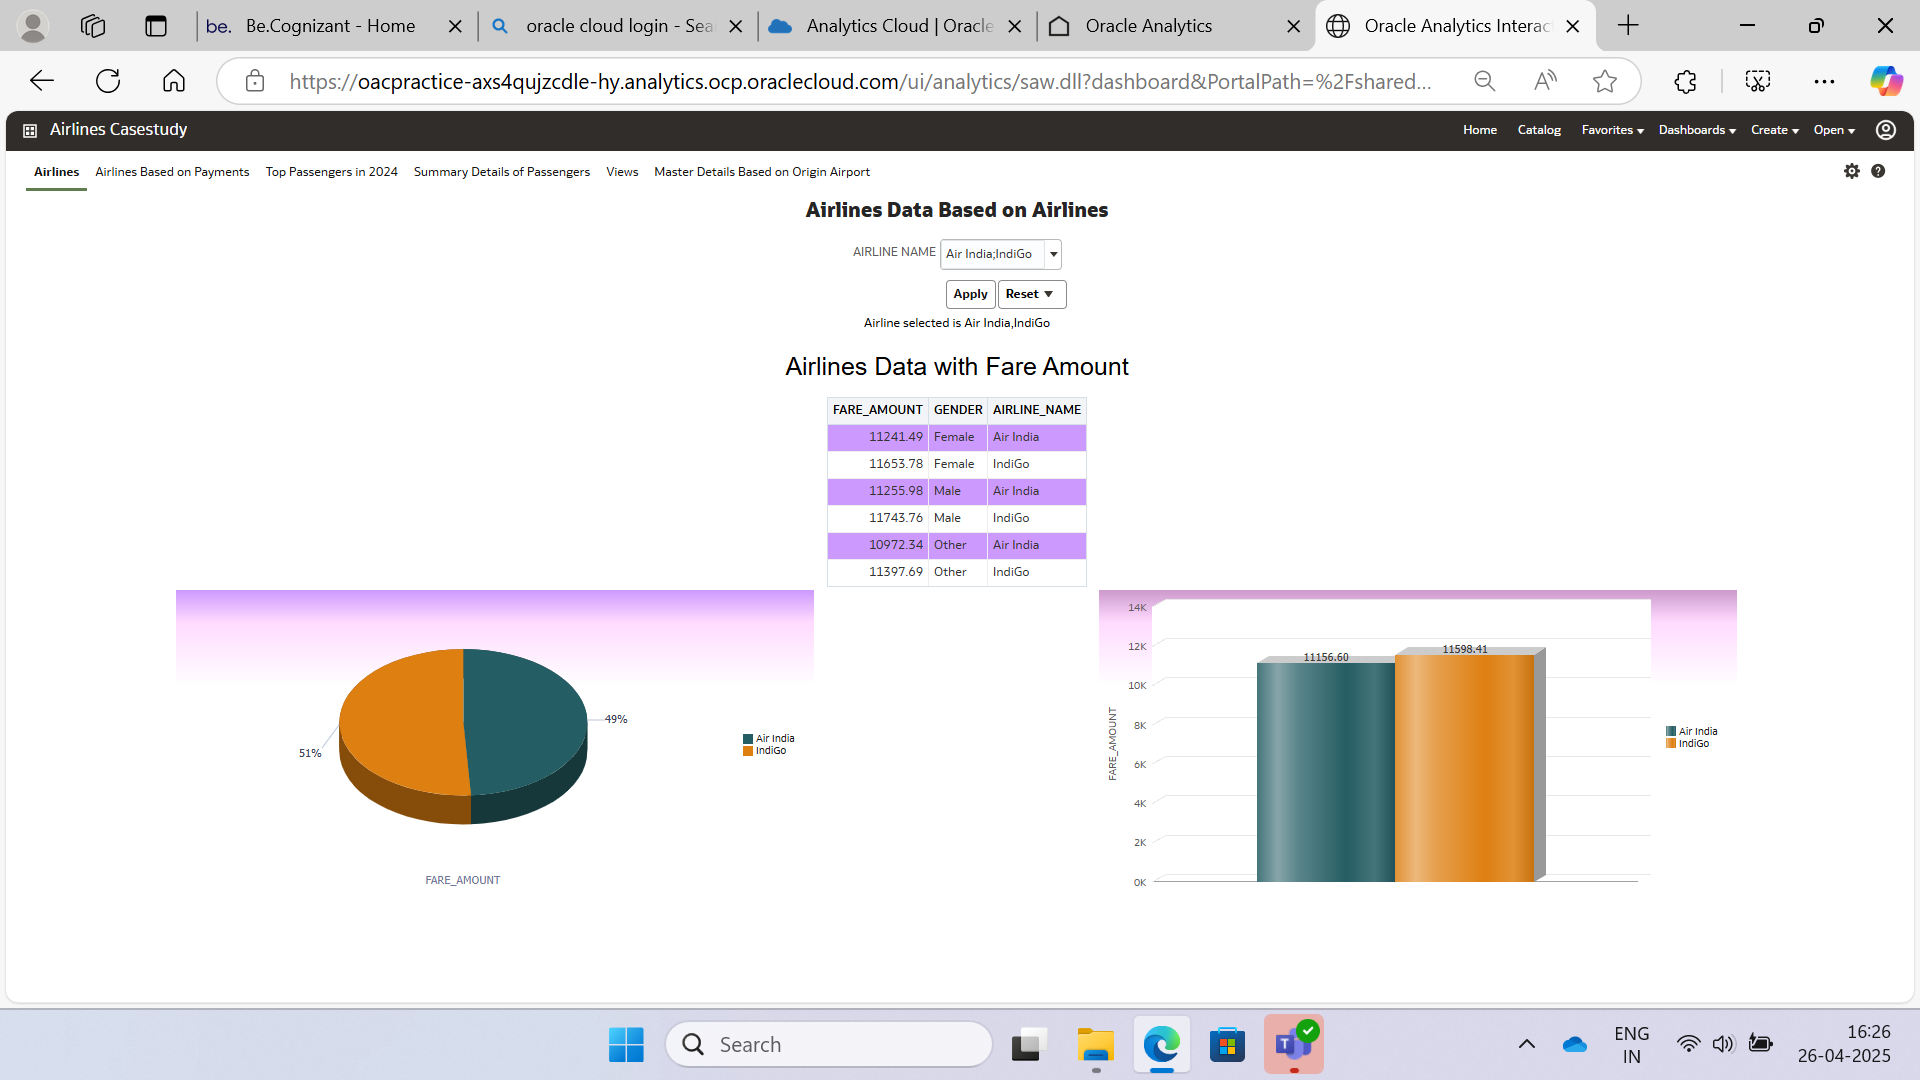 be. Be.Cognizant - Home
oracle cloud login - Sea
Analytics Cloud | Oracle
Oracle Analytics
Oracle Analytics Interac
https://oacpractice-axs4qujzcdle-hy.analytics.ocp.oraclecloud.com/ui/analytics/saw.dll?dashboard&PortalPath=%2Fshared...
Airlines Casestudy
Home Catalog Favorites Dashboards Create Open
Airlines Airlines Based on Payments Top Passengers in 2024 Summary Details of Passengers Views Master Details Based on Origin Airport
Airlines Data Based on Airlines
AIRLINE NAME Air India;IndiGo
Apply Reset
Airline selected is Air India,IndiGo
Airlines Data with Fare Amount
FARE_AMOUNT GENDER AIRLINE_NAME
11241.49 Female Air India
11653.78 Female IndiGo
11255.98 Male Air India
11743.76 Male IndiGo
10972.34 Other Air India
11397.69 Other IndiGo
49%
51%
Air India
IndiGo
FARE_AMOUNT
14K
12K
10K
8K
6K
4K
2K
0K
FARE_AMOUNT
11156.60
11598.41
Air India
IndiGo
Search
ENG
IN
16:26
26-04-2025